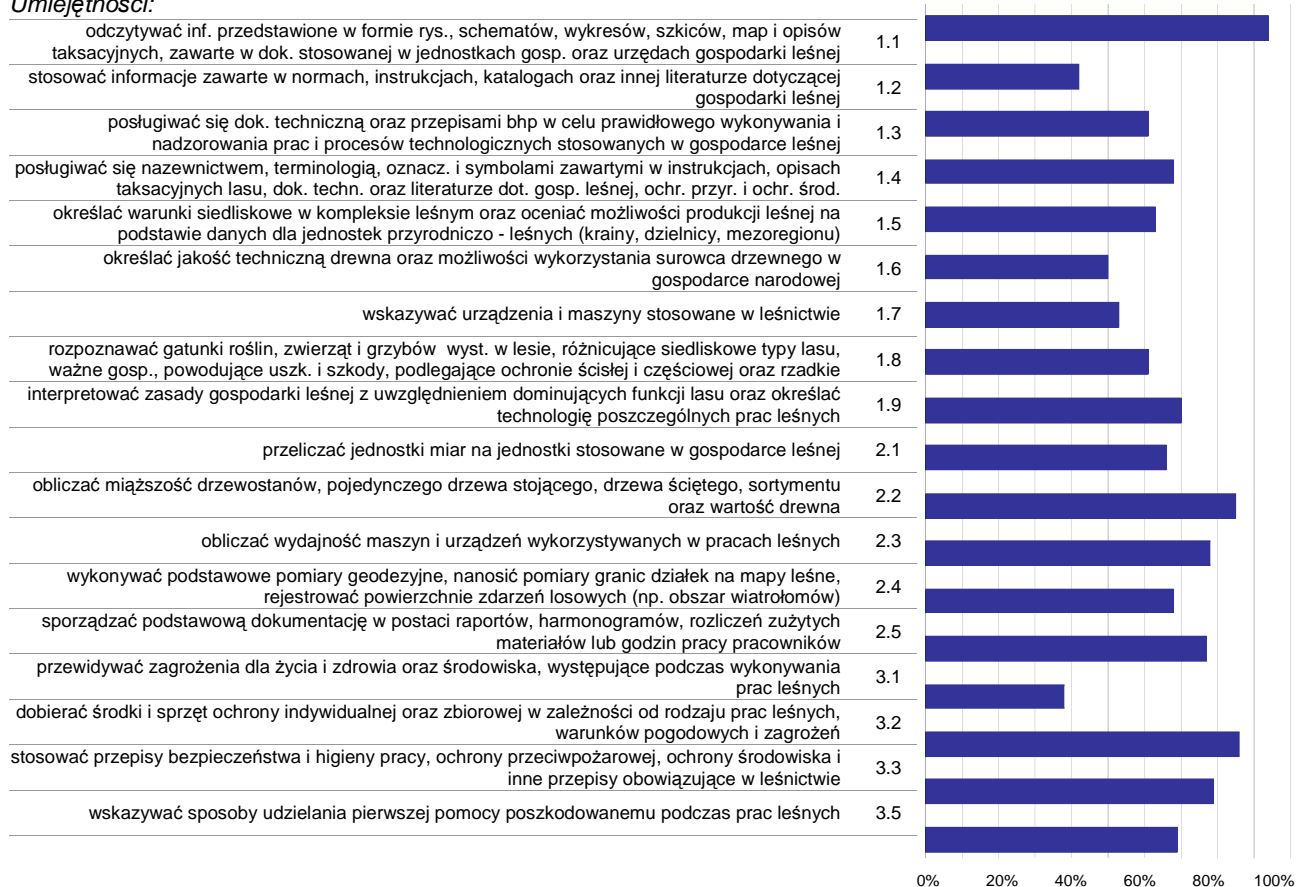 Umiejętności:
odczytywać inf. przedstawione w formie rys., schematów, wykresów, szkiców, map i opisów
taksacyjnych, zawarte w dok. stosowanej w jednostkach gosp. oraz urzędach gospodarki leśnej
1.1
stosować informacje zawarte w normach, instrukcjach, katalogach oraz innej literaturze dotyczącej
gospodarki leśnej
1.2
posługiwać się dok. techniczną oraz przepisami bhp w celu prawidłowego wykonywania i
nadzorowania prac i procesów technologicznych stosowanych w gospodarce leśnej
1.3
posługiwać się nazewnictwem, terminologią, oznacz. i symbolami zawartymi w instrukcjach, opisach
taksacyjnych lasu, dok. techn. oraz literaturze dot. gosp. leśnej, ochr. przyr. i ochr. środ.
1.4
określać warunki siedliskowe w kompleksie leśnym oraz oceniać możliwości produkcji leśnej na
podstawie danych dla jednostek przyrodniczo - leśnych (krainy, dzielnicy, mezoregionu)
1.5
określać jakość techniczną drewna oraz możliwości wykorzystania surowca drzewnego w
gospodarce narodowej
1.6
wskazywać urządzenia i maszyny stosowane w leśnictwie
1.7
rozpoznawać gatunki roślin, zwierząt i grzybów wyst. w lesie, różnicujące siedliskowe typy lasu,
ważne gosp., powodujące uszk. i szkody, podlegające ochronie ścisłej i częściowej oraz rzadkie
1.8
interpretować zasady gospodarki leśnej z uwzględnieniem dominujących funkcji lasu oraz określać
technologię poszczególnych prac leśnych
1.9
przeliczać jednostki miar na jednostki stosowane w gospodarce leśnej
2.1
obliczać miąższość drzewostanów, pojedynczego drzewa stojącego, drzewa ściętego, sortymentu
oraz wartość drewna
2.2
obliczać wydajność maszyn i urządzeń wykorzystywanych w pracach leśnych
2.3
wykonywać podstawowe pomiary geodezyjne, nanosić pomiary granic działek na mapy leśne,
rejestrować powierzchnie zdarzeń losowych (np. obszar wiatrołomów)
2.4
sporządzać podstawową dokumentację w postaci raportów, harmonogramów, rozliczeń zużytych
materiałów lub godzin pracy pracowników
2.5
przewidywać zagrożenia dla życia i zdrowia oraz środowiska, występujące podczas wykonywania
prac leśnych
3.1
dobierać środki i sprzęt ochrony indywidualnej oraz zbiorowej w zależności od rodzaju prac leśnych,
warunków pogodowych i zagrożeń
3.2
stosować przepisy bezpieczeństwa i higieny pracy, ochrony przeciwpożarowej, ochrony środowiska i
inne przepisy obowiązujące w leśnictwie
3.3
wskazywać sposoby udzielania pierwszej pomocy poszkodowanemu podczas prac leśnych
3.5
0% 20% 40% 60% 80% 100%